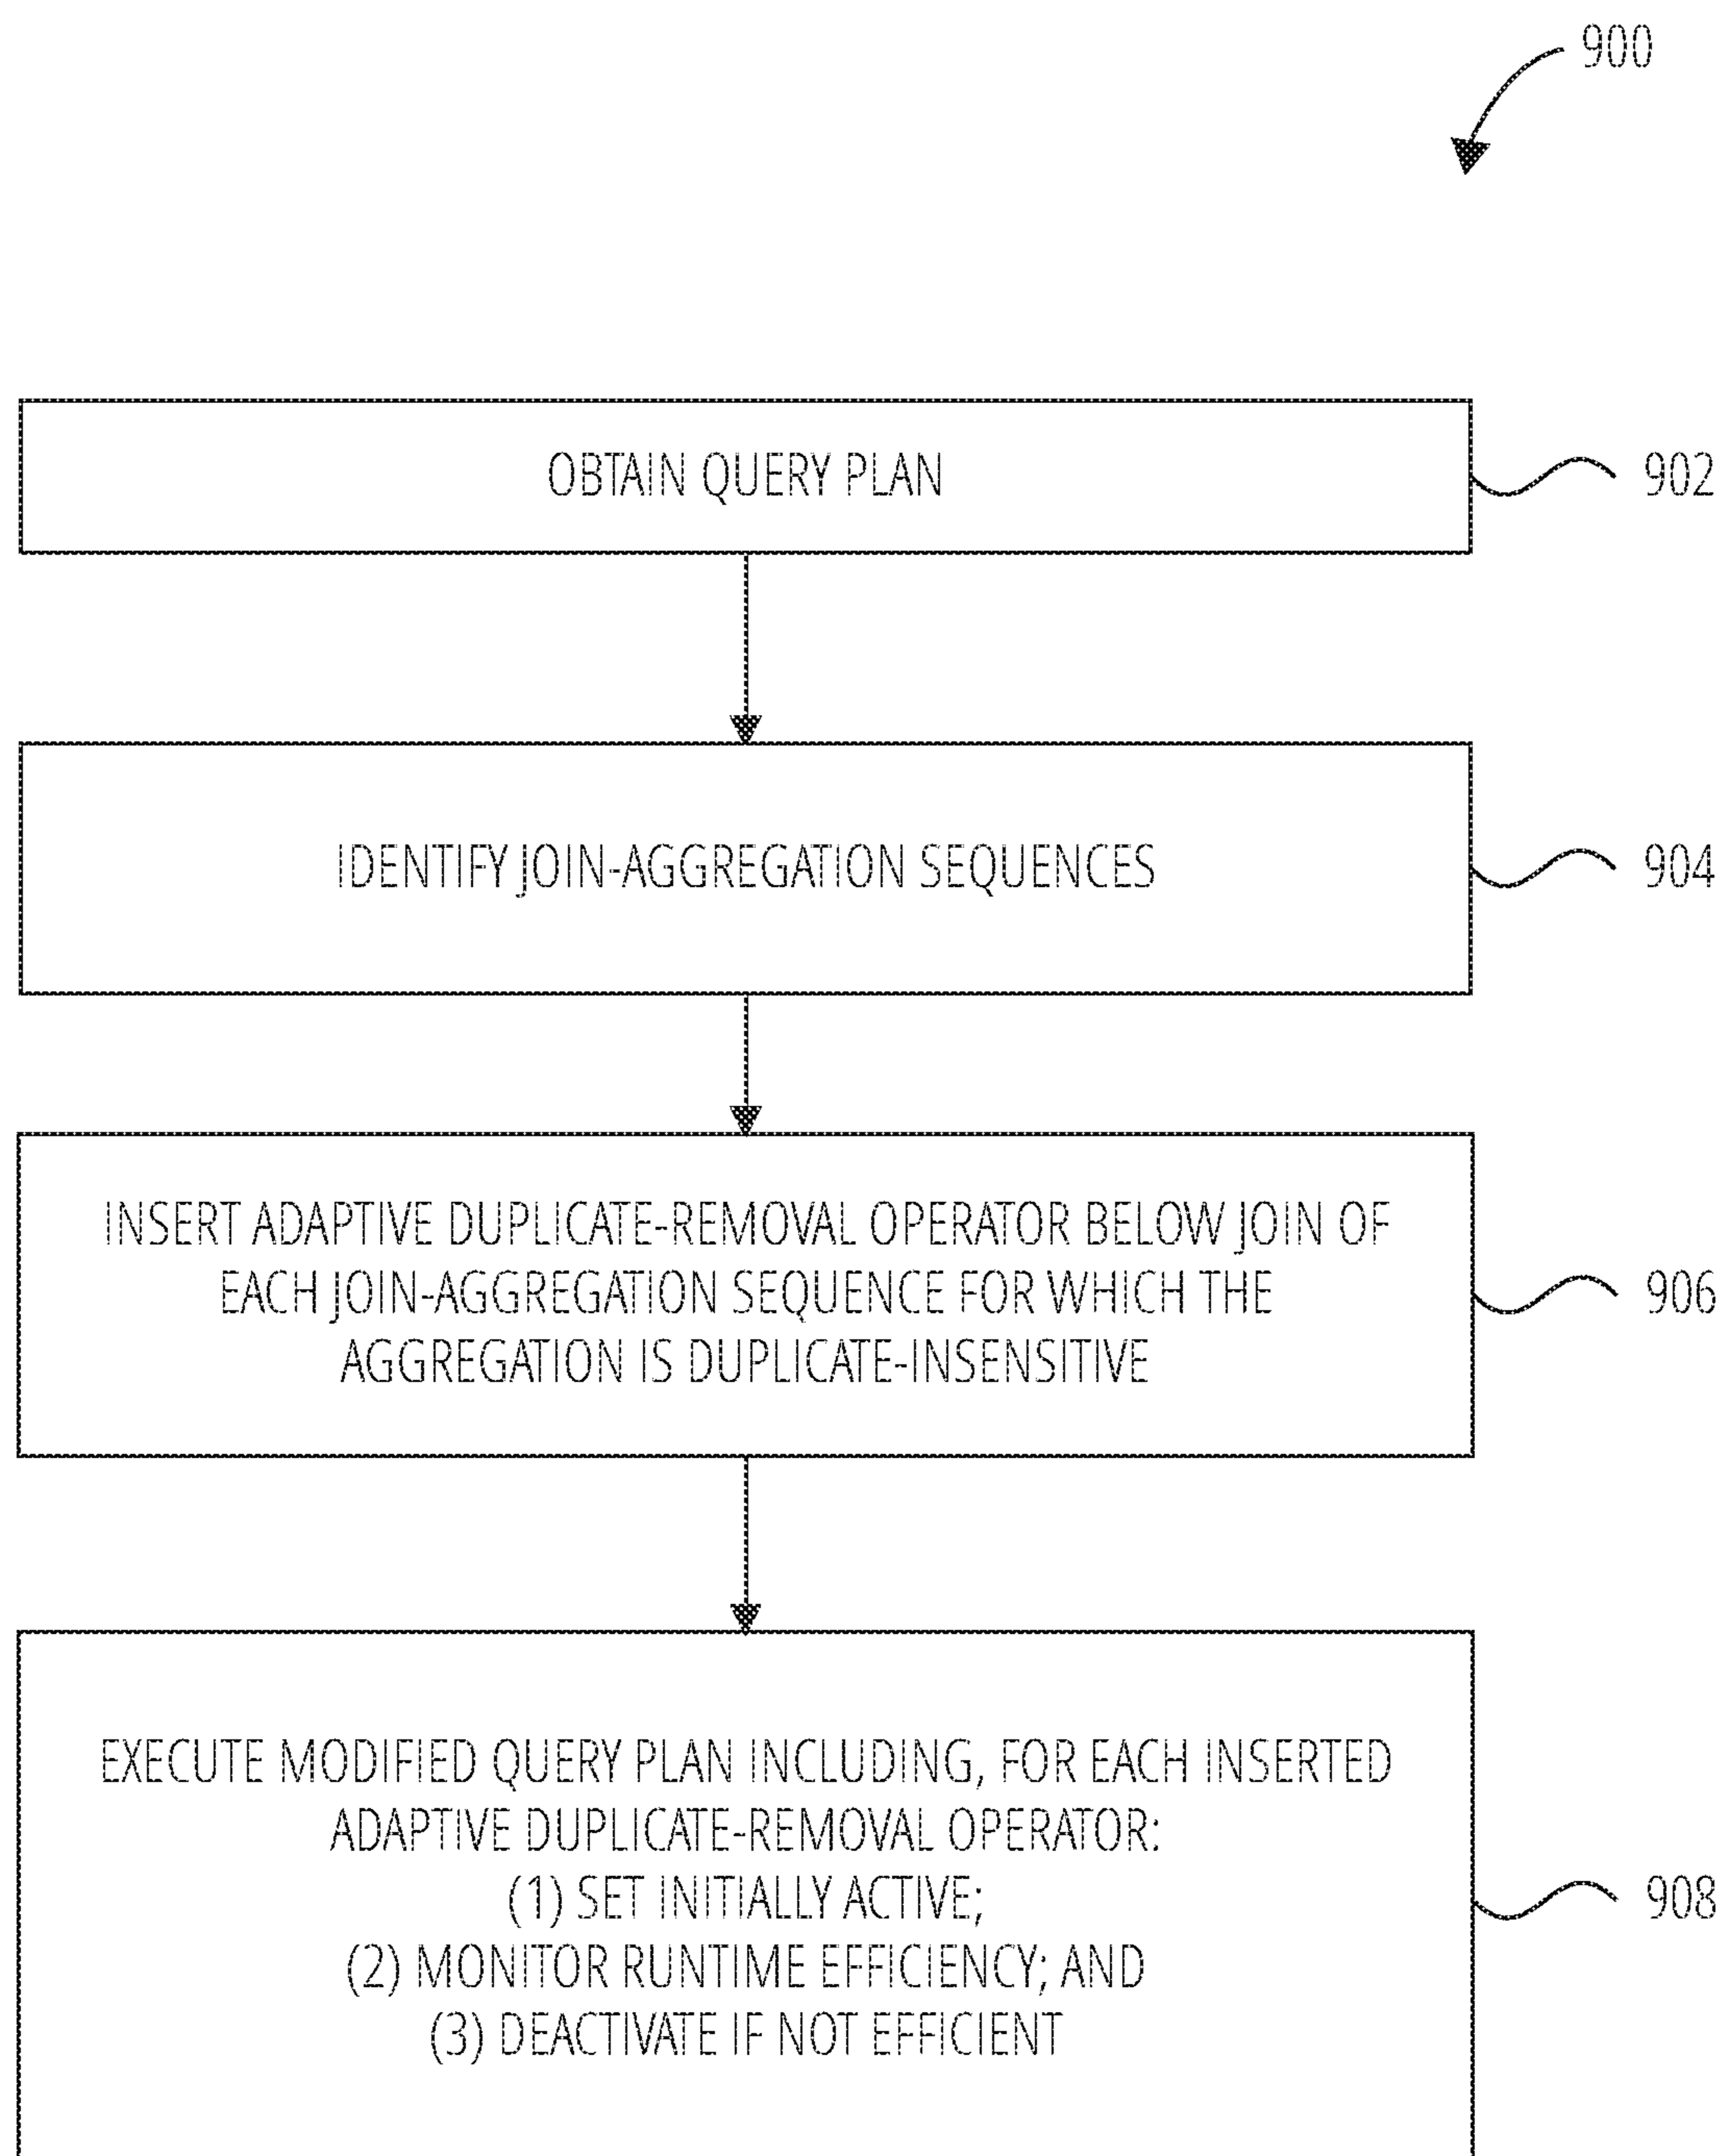 900
OBTAIN QUERY PLAN
902
IDENTIFY JOIN-AGGREGATION SEQUENCES
904
INSERT ADAPTIVE DUPLICATE-REMOVAL OPERATOR BELOW JOIN OF
EACH JOIN-AGGREGATION SEQUENCE FOR WHICH THE
AGGREGATION IS DUPLICATE-INSENSITIVE
906
EXECUTE MODIFIED QUERY PLAN INCLUDING, FOR EACH INSERTED
ADAPTIVE DUPLICATE-REMOVAL OPERATOR:
(1) SET INITIALLY ACTIVE;
(2) MONITOR RUNTIME EFFICIENCY; AND
(3) DEACTIVATE IF NOT EFFICIENT
908